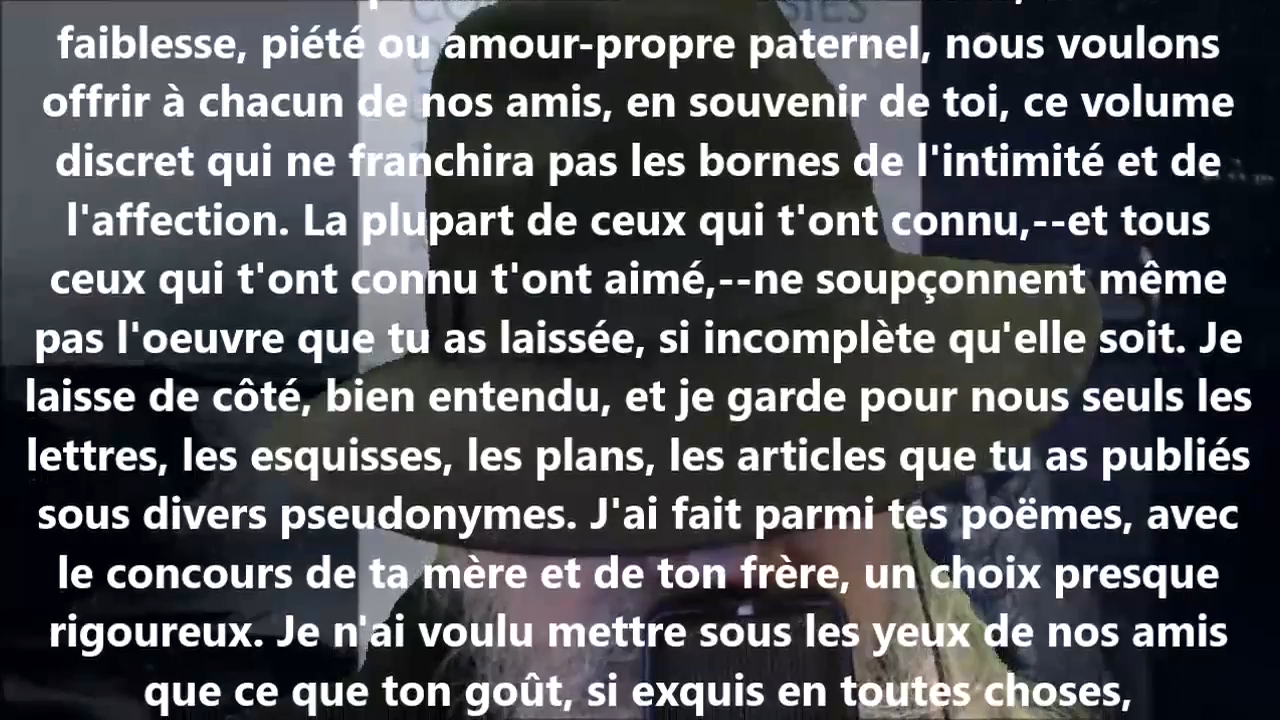 faiblesse, piété ou amour-propre paternel, nous voulons
offrir à chacun de nos amis, en souvenir de toi, ce volume
discret qui ne franchira pas les bornes de l'intimité et de
l'affection. La plupart de ceux qui t'ont connu,--et tous
ceux qui t'ont connu t'ont aimé,--ne soupçonnent même
pas l'oeuvre que tu as laissée, si incomplète qu'elle soit. Je
laisse de côté, bien entendu, et je garde pour nous seuls les
lettres, les esquisses, les plans, les articles que tu as publiés
sous divers pseudonymes. J'ai fait parmi tes poëmes, avec
le concours de ta mère et de ton frère, un choix presque
rigoureux. Je n'ai voulu mettre sous les yeux de nos amis
que ce que ton goût, si exquis en toutes choses,